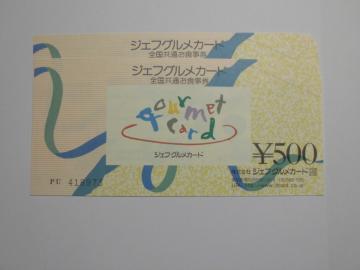 ジェフグルメカード
全国共通お食事券
ジェフグルメカード
全国共通お食事券
gourmet
card
ジェフグルメカード
¥500
株式会社 ジェフグルメカード
PU